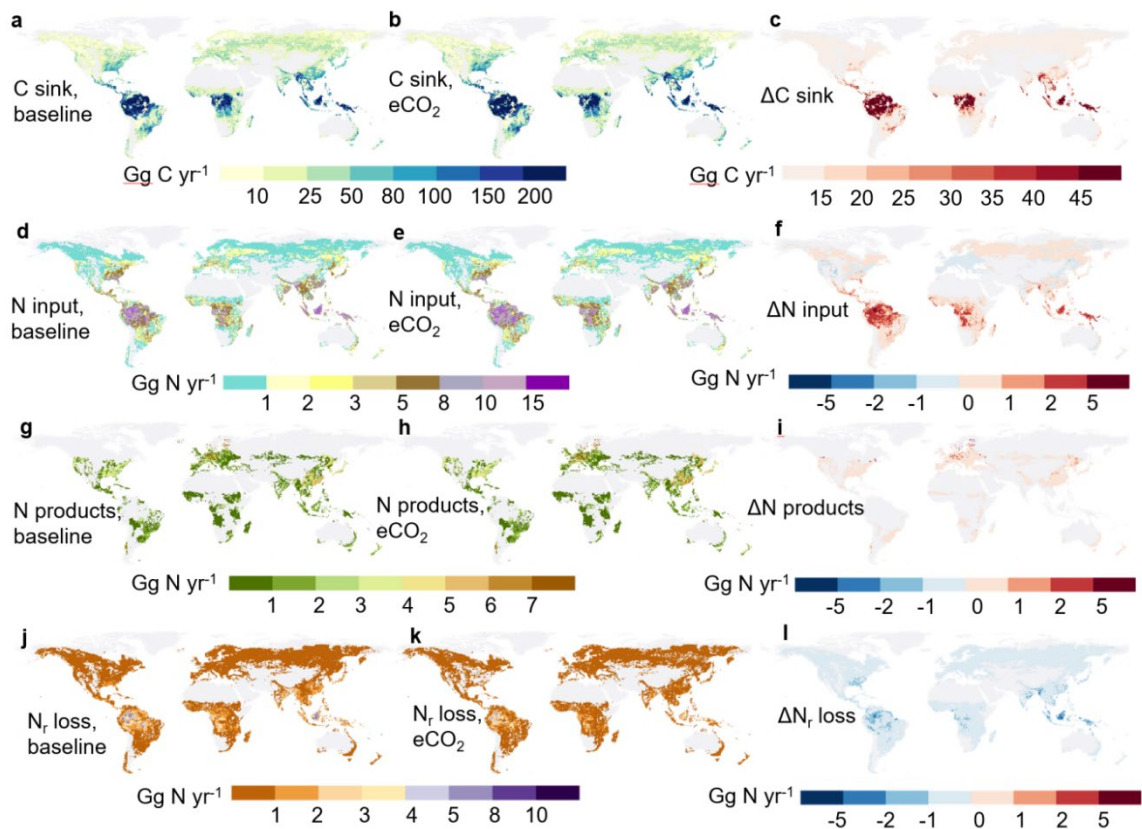 a
b
c
C sink,
baseline
C sink,
eCO₂
ΔC sink
Gg C yr⁻¹
10 25 50 80 100 150 200
Gg C yr⁻¹
15 20 25 30 35 40 45
d
e
f
N input,
baseline
N input,
eCO₂
ΔN input
Gg N yr⁻¹
1 2 3 5 8 10 15
Gg N yr⁻¹
-5 -2 -1 0 1 2 5
g
h
i
N products,
baseline
N products,
eCO₂
ΔN products
Gg N yr⁻¹
1 2 3 4 5 6 7
Gg N yr⁻¹
-5 -2 -1 0 1 2 5
j
k
l
Nᵣ loss,
baseline
Nᵣ loss,
eCO₂
ΔNᵣ loss
Gg N yr⁻¹
1 2 3 4 5 8 10
Gg N yr⁻¹
-5 -2 -1 0 1 2 5